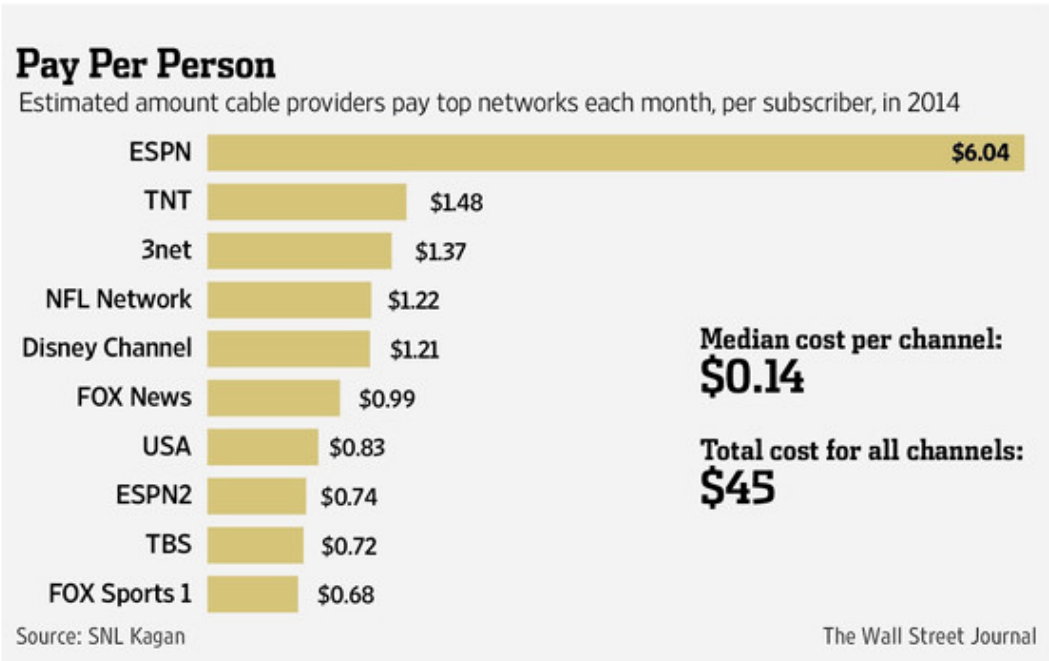 Pay Per Person
Estimated amount cable providers pay top networks each month, per subscriber, in 2014
ESPN $6.04
TNT $1.48
3net $1.37
NFL Network $1.22
Disney Channel $1.21
FOX News $0.99
USA $0.83
ESPN2 $0.74
TBS $0.72
FOX Sports 1 $0.68
Median cost per channel:
$0.14
Total cost for all channels:
$45
Source: SNL Kagan
The Wall Street Journal